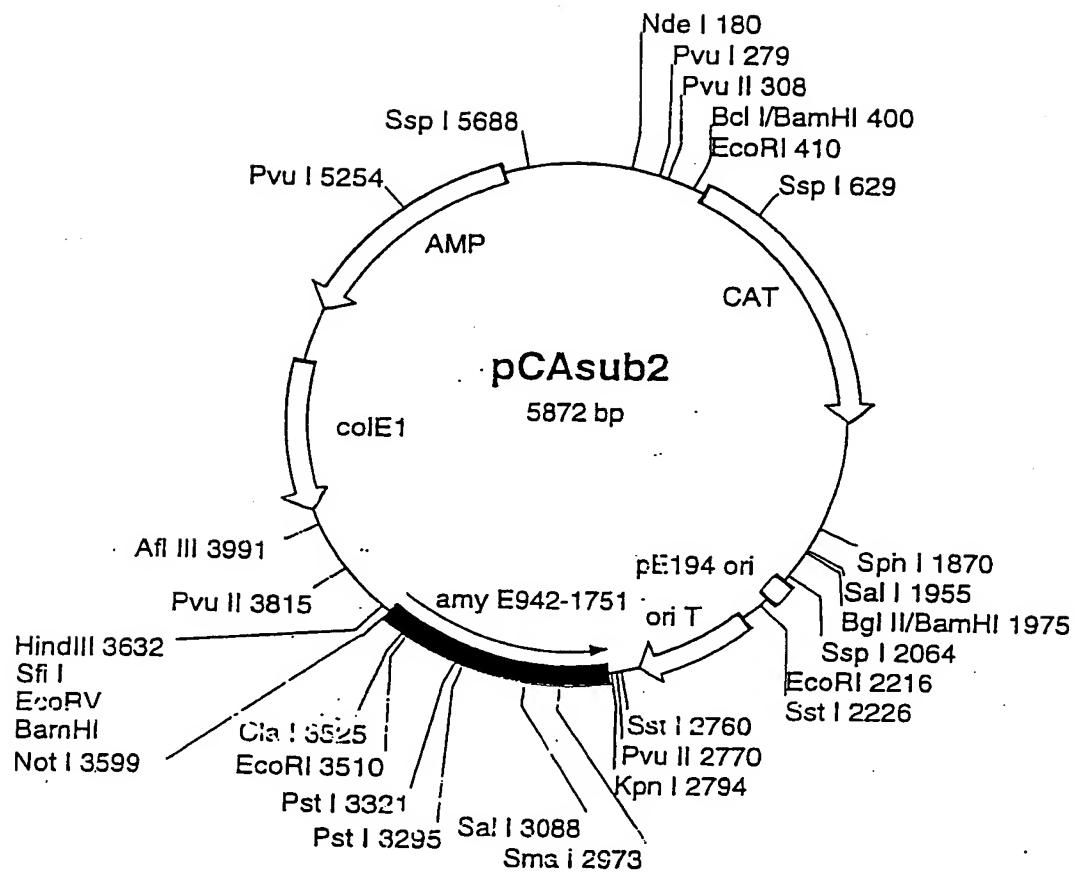 Nde I 180
Pvu I 279
Pvu II 308
Bcl I/BamHI 400
EcoRI 410
Ssp I 629
Ssp I 5688
Pvu I 5254
AMP
CAT
pCAsub2
5872 bp
colE1
Afl III 3991
Pvu II 3815
pE194 ori
ori T
amy E942-1751
Sph I 1870
Sal I 1955
Bgl II/BamHI 1975
Ssp I 2064
EcoRI 2216
Sst I 2226
Sst I 2760
Pvu II 2770
Kpn I 2794
HindIII 3632
Sfi I
EcoRV
BamHI
Not I 3599
Cla I 3525
EcoRI 3510
Pst I 3321
Pst I 3295
Sal I 3088
Sma I 2973